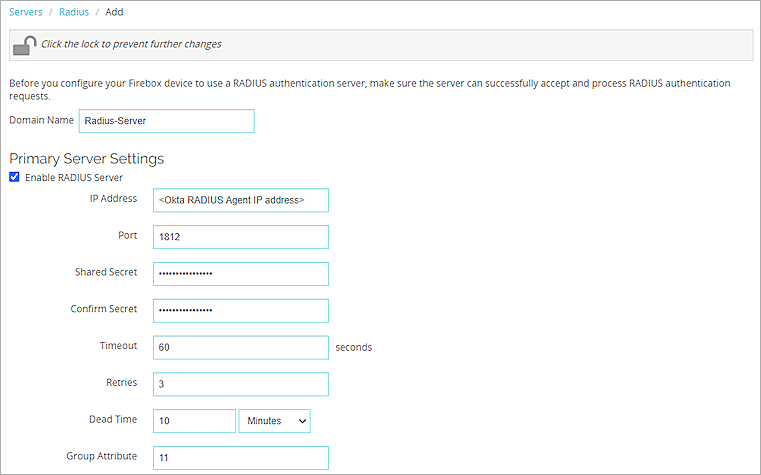 Servers / Radius / Add
Click the lock to prevent further changes
Before you configure your Firebox device to use a RADIUS authentication server, make sure the server can successfully accept and process RADIUS authentication
requests.
Domain Name Radius-Server
Primary Server Settings
Enable RADIUS Server
IP Address <Okta RADIUS Agent IP address>
Port 1812
Shared Secret ••••••••••••••••
Confirm Secret ••••••••••••••••
Timeout 60 seconds
Retries 3
Dead Time 10 Minutes
Group Attribute 11